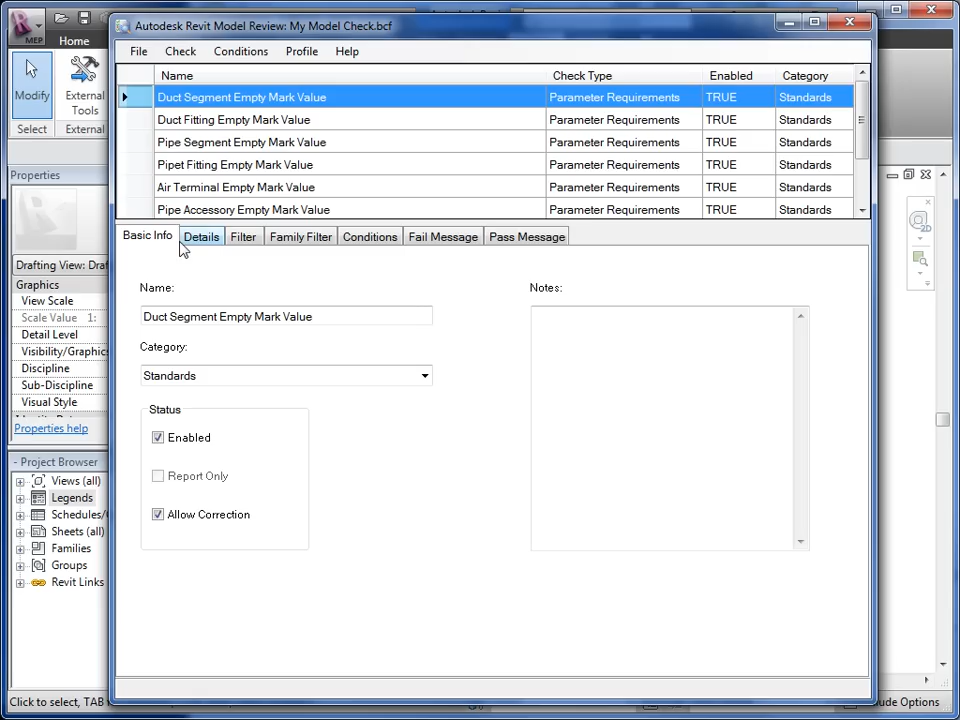 Autodesk Revit Model Review: My Model Check.bcf
MEP
Home
File Check Conditions Profile Help
Modify
External
Tools
Select
External
Name Check Type Enabled Category
Duct Segment Empty Mark Value Parameter Requirements TRUE Standards
Duct Fitting Empty Mark Value Parameter Requirements TRUE Standards
Pipe Segment Empty Mark Value Parameter Requirements TRUE Standards
Pipet Fitting Empty Mark Value Parameter Requirements TRUE Standards
Air Terminal Empty Mark Value Parameter Requirements TRUE Standards
Pipe Accessory Empty Mark Value Parameter Requirements TRUE Standards
Basic Info Details Filter Family Filter Conditions Fail Message Pass Message
Name:
Duct Segment Empty Mark Value
Category:
Standards
Status
Enabled
Report Only
Allow Correction
Notes:
Properties
Drafting View: Draf
Graphics
View Scale
Scale Value 1:
Detail Level
Visibility/Graphics
Discipline
Sub-Discipline
Visual Style
Properties help
Project Browser
Views (all)
Legends
Schedules/
Sheets (all)
Families
Groups
Revit Links
2D
Click to select, TAB
ude Options